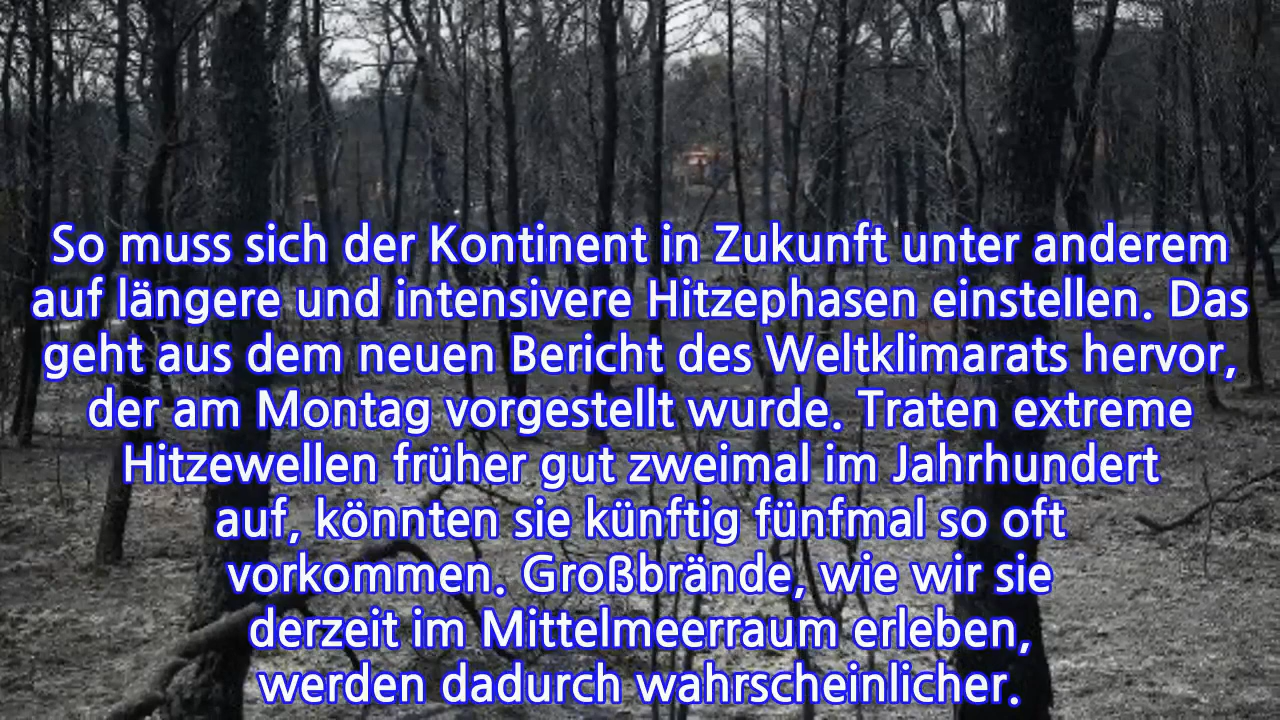 So muss sich der Kontinent in Zukunft unter anderem
auf längere und intensivere Hitzephasen einstellen. Das
geht aus dem neuen Bericht des Weltklimarats hervor,
der am Montag vorgestellt wurde. Traten extreme
Hitzewellen früher gut zweimal im Jahrhundert
auf, könnten sie künftig fünfmal so oft
vorkommen. Großbrände, wie wir sie
derzeit im Mittelmeerraum erleben,
werden dadurch wahrscheinlicher.